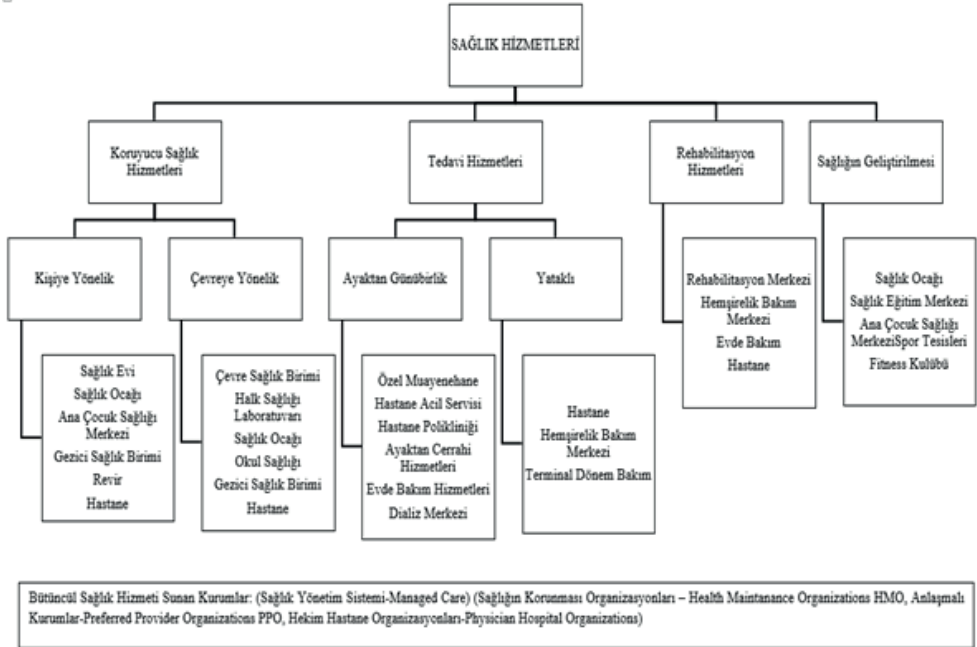 SAĞLIK HİZMETLERİ
Koruyucu Sağlık
Hizmetleri
Tedavi Hizmetleri
Rehabilitasyon
Hizmetleri
Sağlığın Geliştirilmesi
Kişiye Yönelik
Çevreye Yönelik
Ayaktan Günübirlik
Yataklı
Sağlık Evi
Sağlık Ocağı
Ana Çocuk Sağlığı
Merkezi
Gezici Sağlık Birimi
Revir
Hastane
Çevre Sağlık Birimi
Halk Sağlığı
Laboratuvarı
Sağlık Ocağı
Okul Sağlığı
Gezici Sağlık Birimi
Hastane
Özel Muayenehane
Hastane Acil Servisi
Hastane Polikliniği
Ayaktan Cerrahi
Hizmetleri
Evde Bakım Hizmetleri
Dializ Merkezi
Hastane
Hemşirelik Bakım
Merkezi
Terminal Dönem Bakım
Rehabilitasyon Merkezi
Hemşirelik Bakım
Merkezi
Evde Bakım
Hastane
Sağlık Ocağı
Sağlık Eğitim Merkezi
Ana Çocuk Sağlığı
MerkeziSpor Tesisleri
Fitness Kulübü
Bütüncül Sağlık Hizmeti Sunan Kurumlar: (Sağlık Yönetim Sistemi-Managed Care) (Sağlığın Korunması Organizasyonları – Health Maintanance Organizations HMO, Anlaşmalı
Kurumlar-Preferred Provider Organizations PPO, Hekim Hastane Organizasyonları-Physician Hospital Organizations)